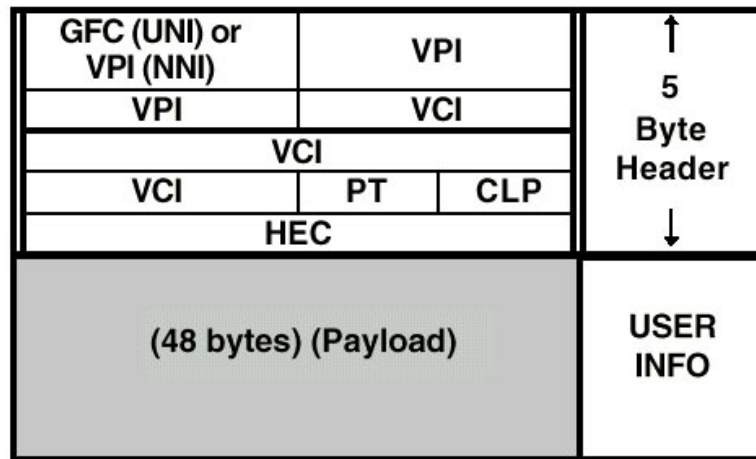 GFC (UNI) or
VPI (NNI)
VPI
VPI
VCI
VCI
VCI
PT
CLP
HEC
5
Byte
Header
(48 bytes) (Payload)
USER
INFO